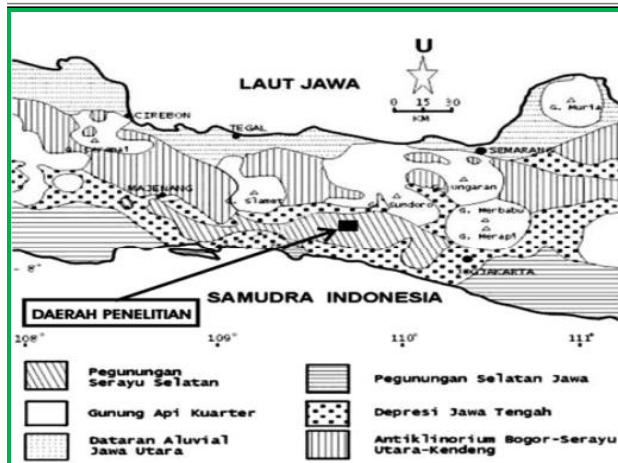 U
LAUT JAWA
0 15 30
KM
G. Muria
CIREBON
TEGAL
SEMARANG
MAJENANG
G. Slamet
G. Sundoro
ungaran
G. Merbabu
G. Merapi
- 8°
JAKARTA
SAMUDRA INDONESIA
DAERAH PENELITIAN
108° 109° 110° 111°
Pegunungan
Serayu Selatan
Pegunungan Selatan Jawa
Gunung Api Kuarter
Depresi Jawa Tengah
Dataran Aluvial
Jawa Utara
Antiklinorium Bogor-Serayu
Utara-Kendeng